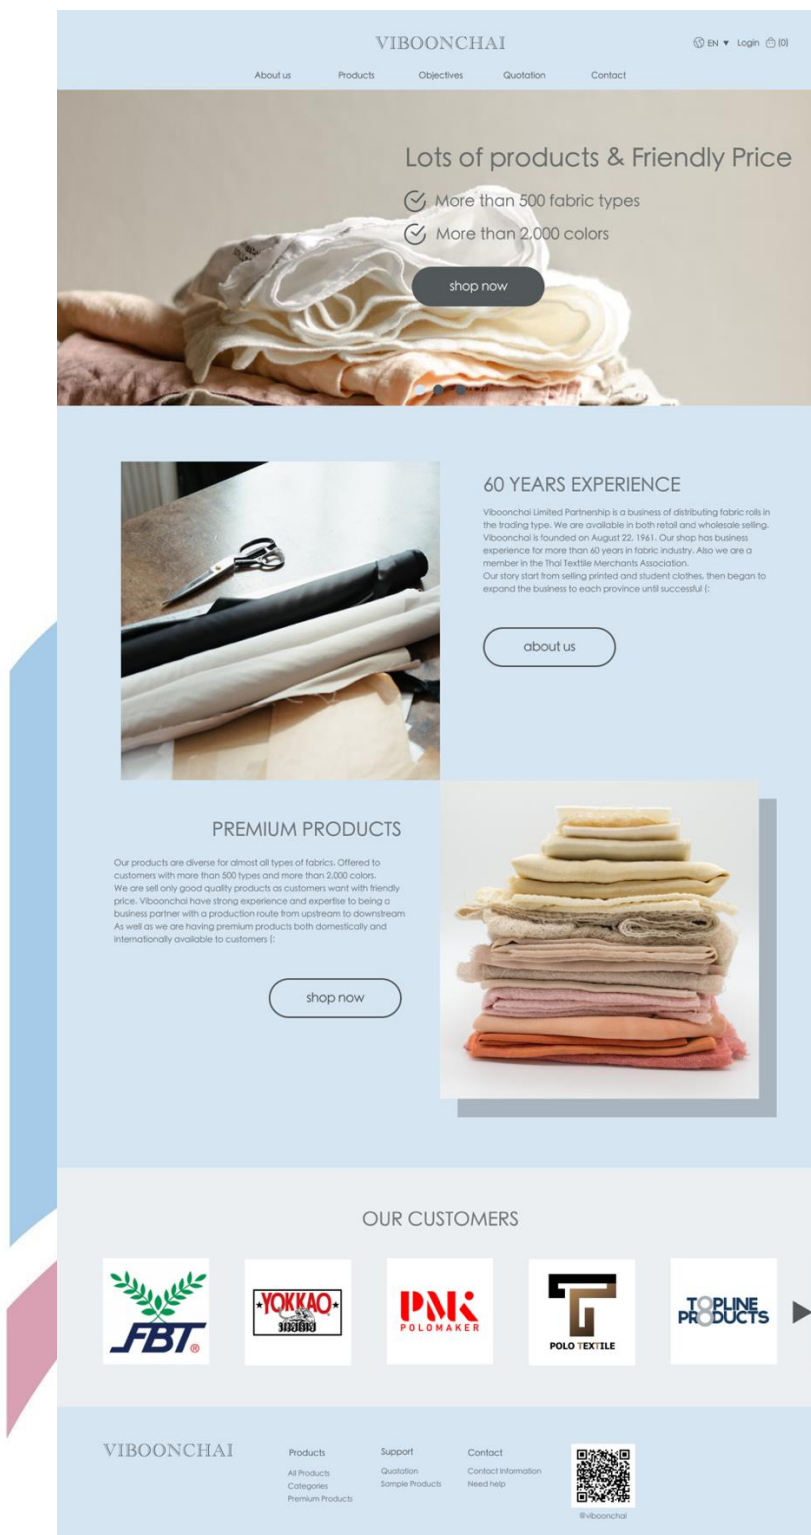 VIBOONCHAI
EN ▼ Login (0)
About us Products Objectives Quotation Contact
Lots of products & Friendly Price
More than 500 fabric types
More than 2,000 colors
shop now
60 YEARS EXPERIENCE
Viboonchai Limited Partnership is a business of distributing fabric rolls in
the trading type. We are available in both retail and wholesale selling.
Viboonchai is founded on August 22, 1961. Our shop has business
experience for more than 60 years in fabric industry. Also we are a
member in the Thai Textile Merchants Association.
Our story start from selling printed and student clothes, then began to
expand the business to each province until successful (:
about us
PREMIUM PRODUCTS
Our products are diverse for almost all types of fabrics. Offered to
customers with more than 500 types and more than 2,000 colors.
We are sell only good quality products as customers want with friendly
price. Viboonchai have strong experience and expertise to being a
business partner with a production route from upstream to downstream
As well as we are having premium products both domestically and
internationally available to customers (:
shop now
OUR CUSTOMERS
FBT®
YOKKAO
PMK
POLOMAKER
POLO TEXTILE
TOPLINE
PRODUCTS
VIBOONCHAI
Products Support Contact
All Products Quatation Contact Information
Categories Sample Products Need help
Premium Products
@viboonchai